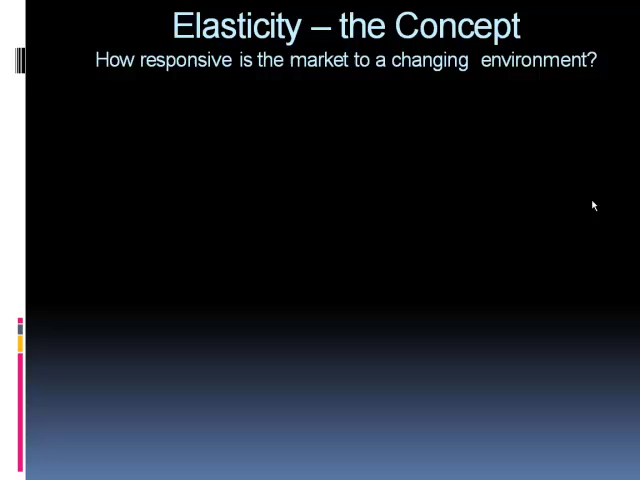 Elasticity – the Concept
How responsive is the market to a changing environment?